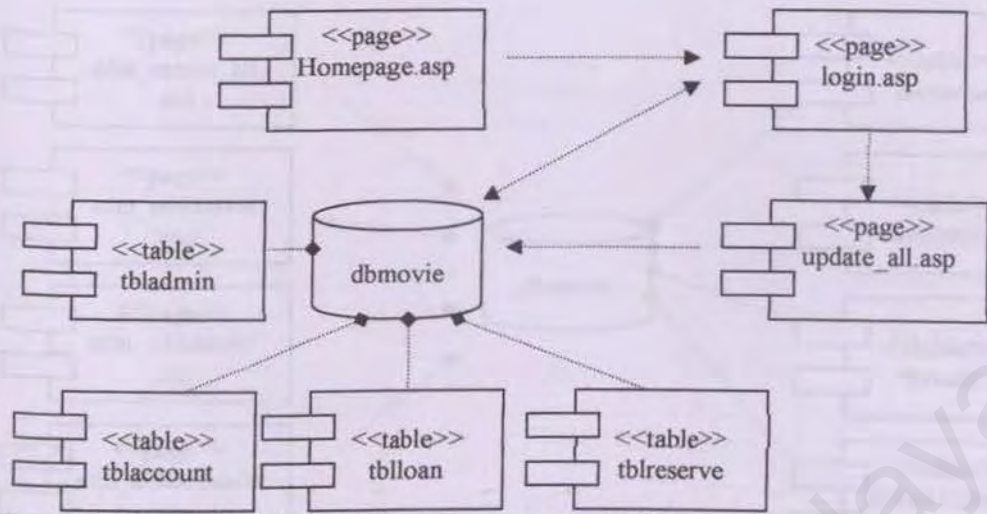 <<page>>
Homepage.asp
<<page>>
login.asp
<<table>>
tbladmin
dbmovie
<<page>>
update_all.asp
<<table>>
tblaccount
<<table>>
tblloan
<<table>>
tblreserve